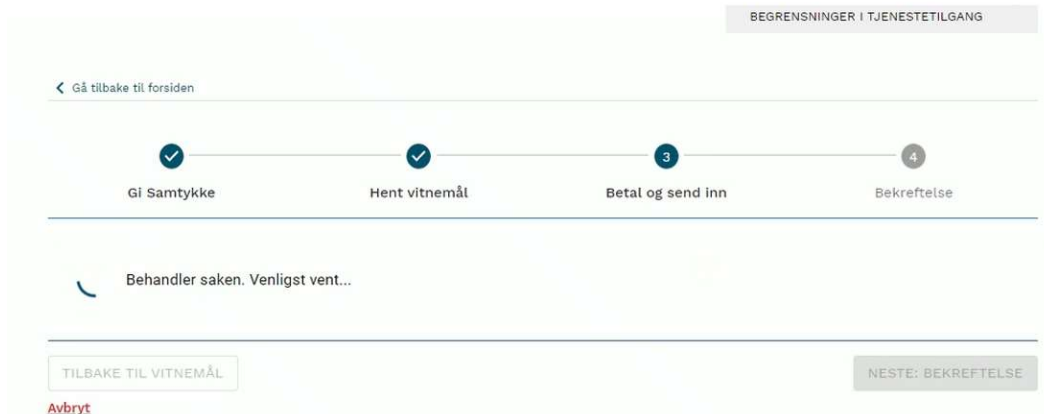 BEGRENSNINGER I TJENESTETILGANG
Gå tilbake til forsiden
3
4
Gi Samtykke
Hent vitnemål
Betal og send inn
Bekreftelse
Behandler saken. Venligst vent...
TILBAKE TIL VITNEMÅL
NESTE: BEKREFTELSE
Avbryt